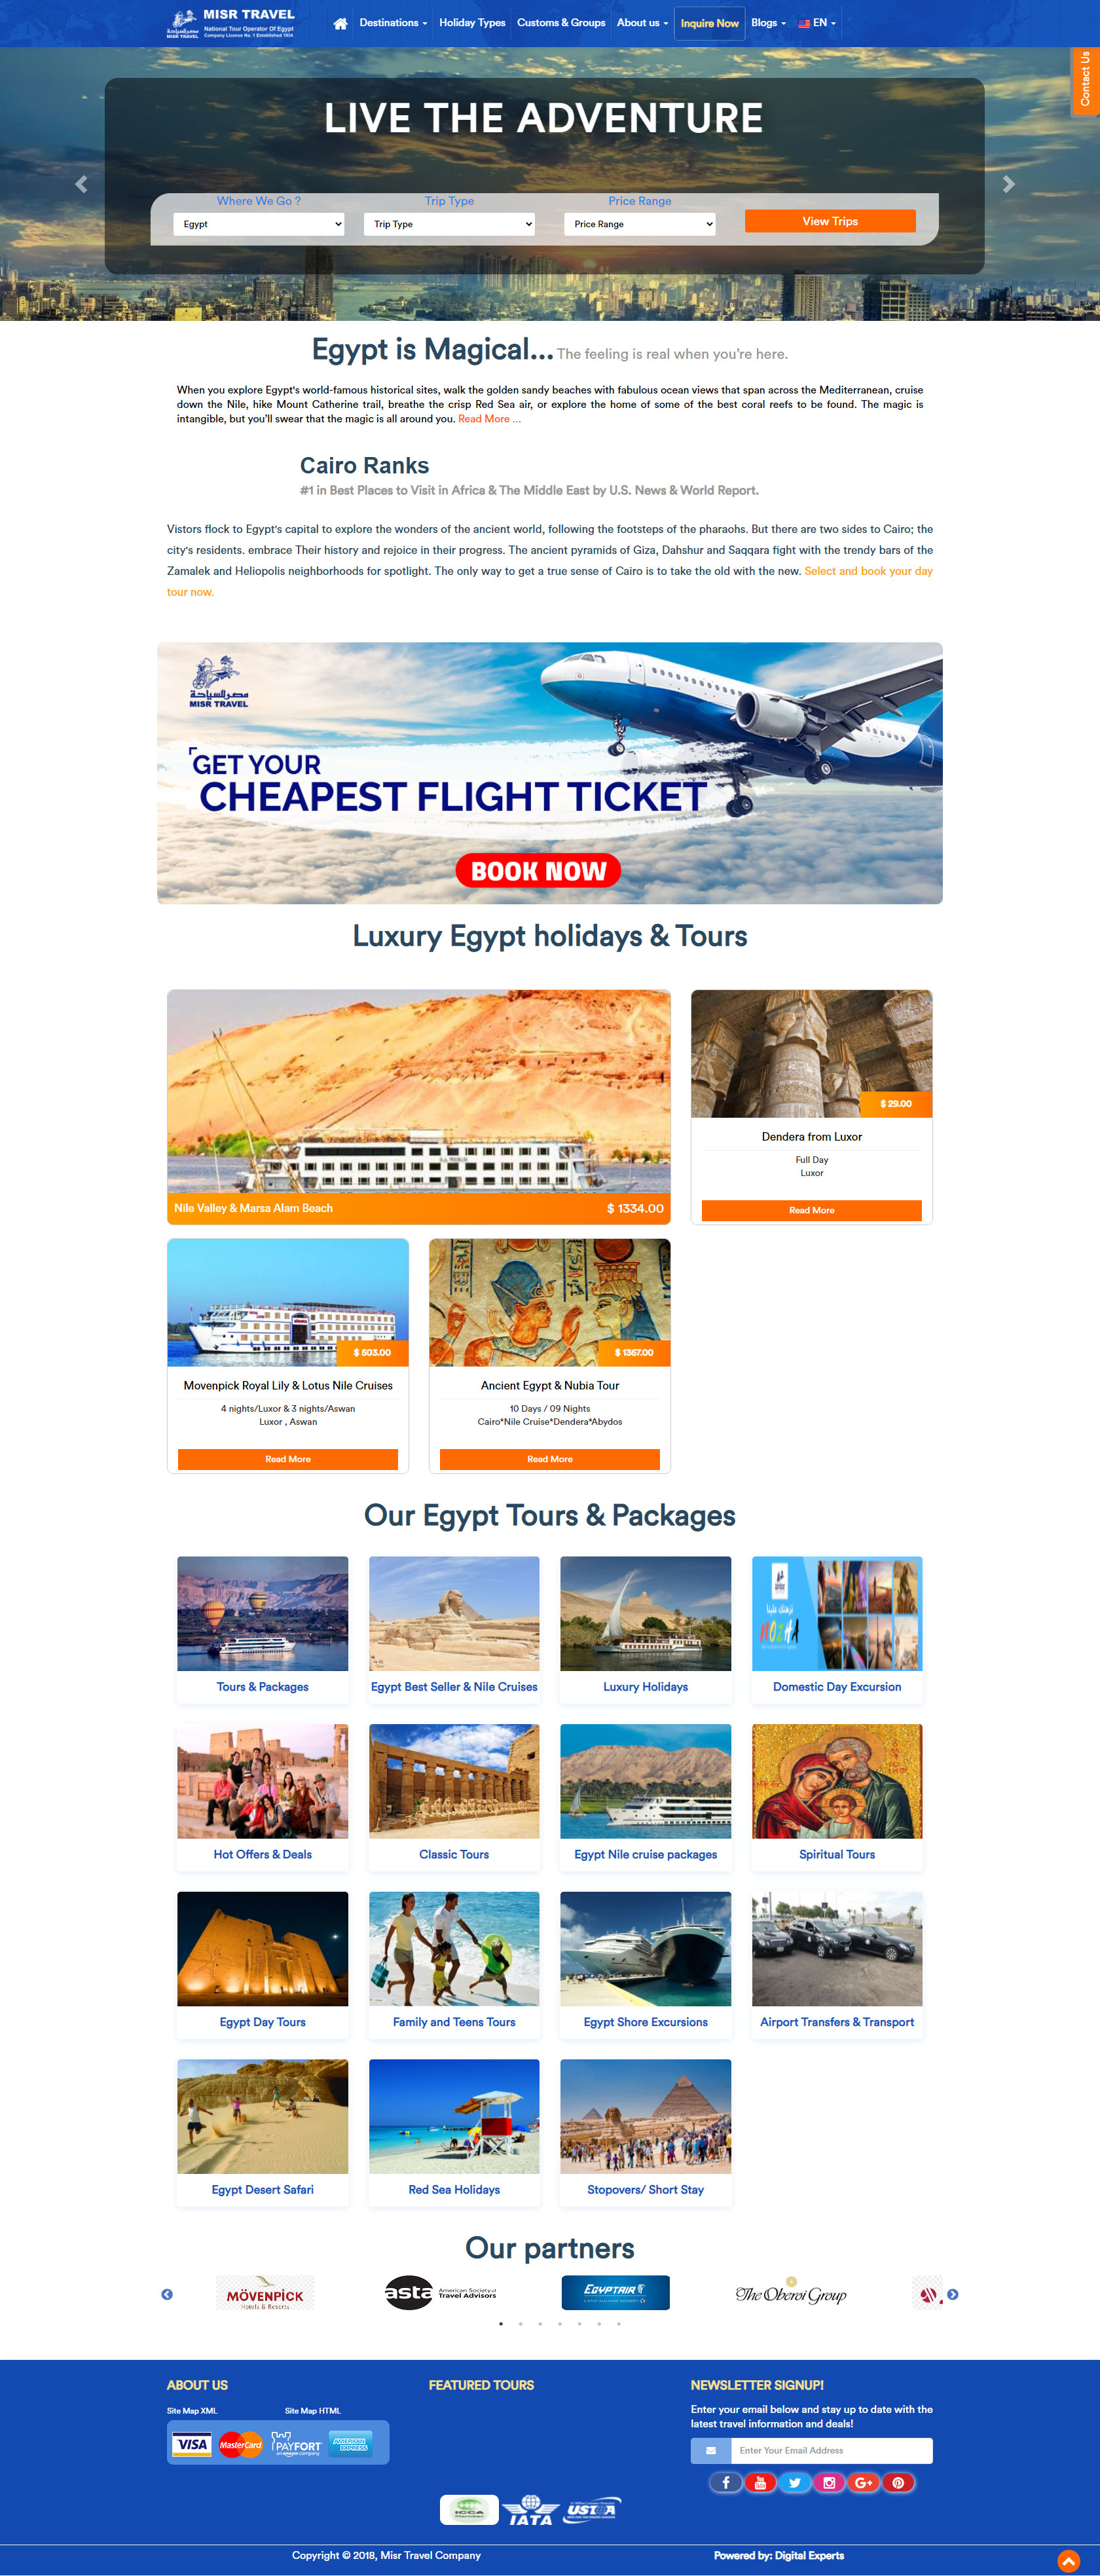 MISR TRAVEL
National Tour Operator Of Egypt
Company Licence No. 1 Established 1934
MISR TRAVEL
Destinations
Holiday Types
Customs & Groups
About us
Inquire Now
Blogs
EN
Contact Us
LIVE THE ADVENTURE
Where We Go ?
Trip Type
Price Range
Egypt
Trip Type
Price Range
View Trips
Egypt is Magical... The feeling is real when you're here.
When you explore Egypt's world-famous historical sites, walk the golden sandy beaches with fabulous ocean views that span across the Mediterranean, cruise
down the Nile, hike Mount Catherine trail, breathe the crisp Red Sea air, or explore the home of some of the best coral reefs to be found. The magic is
intangible, but you'll swear that the magic is all around you. Read More ...
Cairo Ranks
#1 in Best Places to Visit in Africa & The Middle East by U.S. News & World Report.
Vistors flock to Egypt's capital to explore the wonders of the ancient world, following the footsteps of the pharaohs. But there are two sides to Cairo; the
city's residents. embrace Their history and rejoice in their progress. The ancient pyramids of Giza, Dahshur and Saqqara fight with the trendy bars of the
Zamalek and Heliopolis neighborhoods for spotlight. The only way to get a true sense of Cairo is to take the old with the new. Select and book your day
tour now.
مصر للسياحة
MISR TRAVEL
GET YOUR
CHEAPEST FLIGHT TICKET
BOOK NOW
Luxury Egypt holidays & Tours
Nile Valley & Marsa Alam Beach
$ 1334.00
$ 29.00
Dendera from Luxor
Full Day
Luxor
Read More
$ 503.00
Movenpick Royal Lily & Lotus Nile Cruises
4 nights/Luxor & 3 nights/Aswan
Luxor , Aswan
Read More
$ 1367.00
Ancient Egypt & Nubia Tour
10 Days / 09 Nights
Cairo*Nile Cruise*Dendera*Abydos
Read More
Our Egypt Tours & Packages
Tours & Packages
Egypt Best Seller & Nile Cruises
Luxury Holidays
NOZHA
Domestic Day Excursion
Hot Offers & Deals
Classic Tours
Egypt Nile cruise packages
Spiritual Tours
Egypt Day Tours
Family and Teens Tours
Egypt Shore Excursions
Airport Transfers & Transport
Egypt Desert Safari
Red Sea Holidays
Stopovers/ Short Stay
Our partners
MÖVENPICK
Hotels & Resorts
asta American Society of
Travel Advisors
EGYPTAIR
A STAR ALLIANCE MEMBER
The Oberoi Group
ABOUT US
Site Map XML
Site Map HTML
VISA
MasterCard
PAYFORT
an amazon company
AMERICAN
EXPRESS
FEATURED TOURS
ICCA
IATA
USTOA
NEWSLETTER SIGNUP!
Enter your email below and stay up to date with the
latest travel information and deals!
Enter Your Email Address
Copyright © 2018, Misr Travel Company
Powered by: Digital Experts